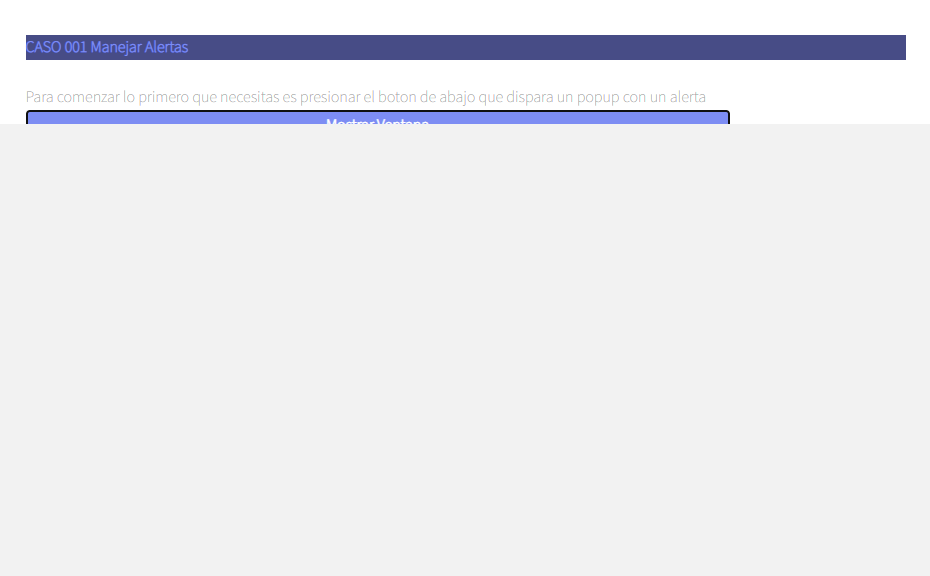 CASO 001 Manejar Alertas
Para comenzar lo primero que necesitas es presionar el boton de abajo que dispara un popup con un alerta
Mostrar Ventana